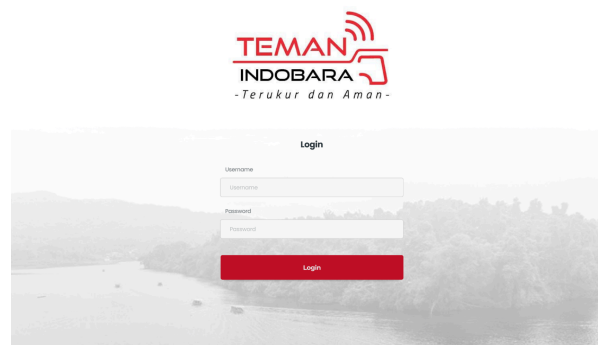 TEMAN
INDOBARA
-Terukur dan Aman-
Login
Username
Username
Password
Password
Login